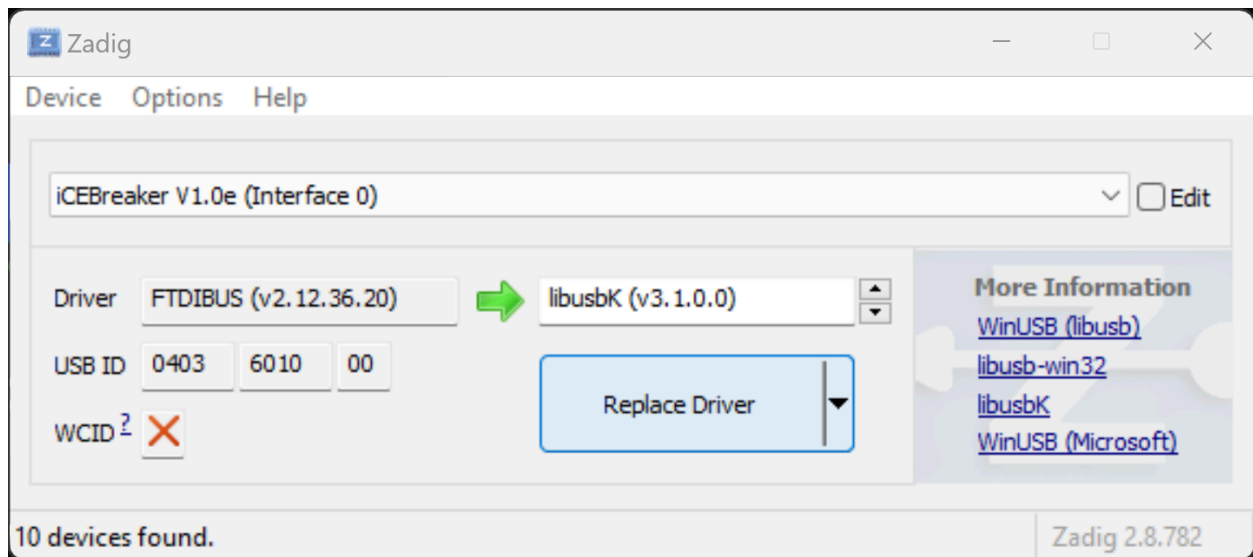 Zadig
Device Options Help
iCEBreaker V1.0e (Interface 0)
Edit
Driver FTDIBUS (v2.12.36.20) libusbK (v3.1.0.0)
USB ID 0403 6010 00
WCID ?
Replace Driver
More Information
WinUSB (libusb)
libusb-win32
libusbK
WinUSB (Microsoft)
10 devices found.
Zadig 2.8.782